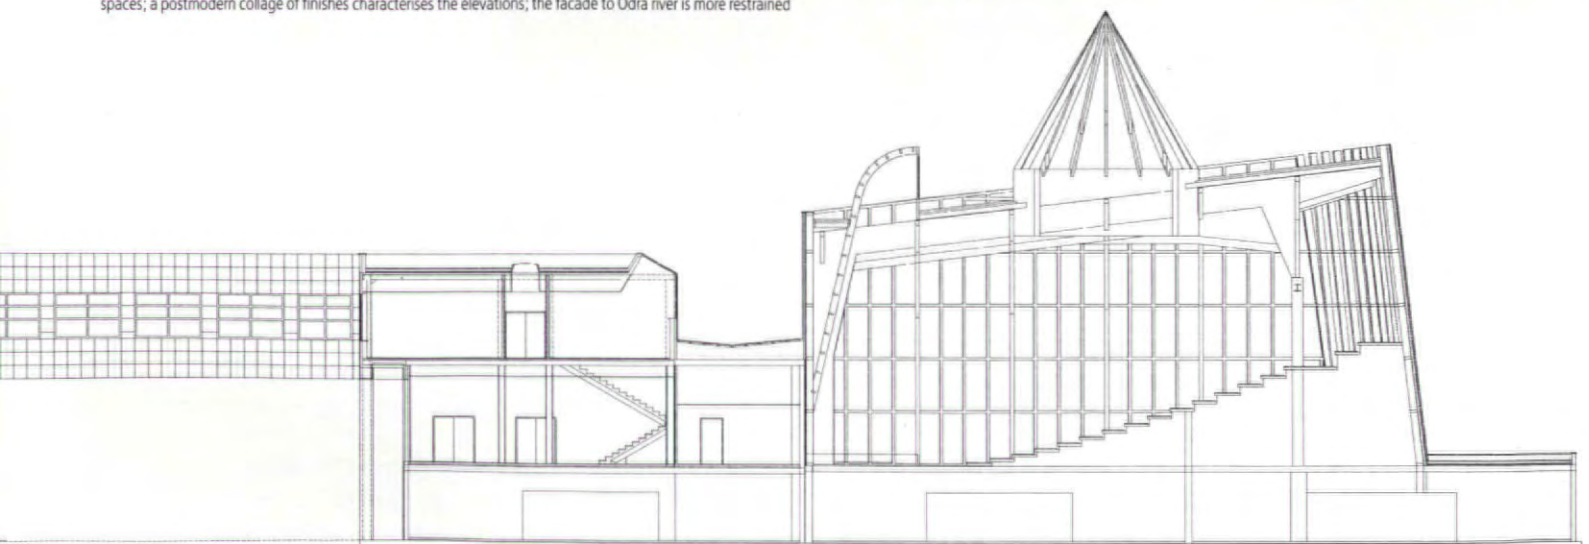 spaces; a postmodern collage of finishes characterises the elevations; the facade to Odra river is more restrained